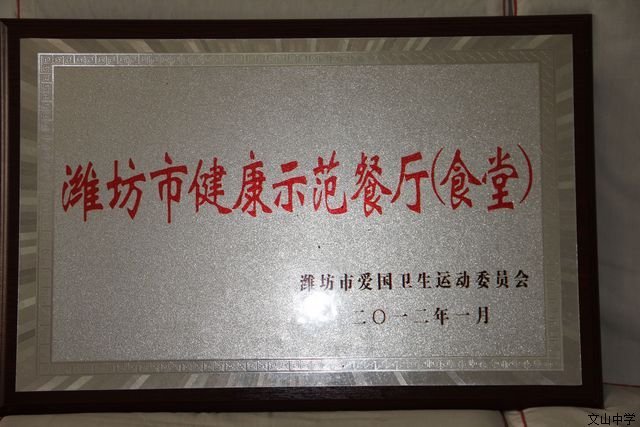 潍坊市健康示范餐厅(食堂)
潍坊市爱国卫生运动委员会
二〇一二年一月
文山中学